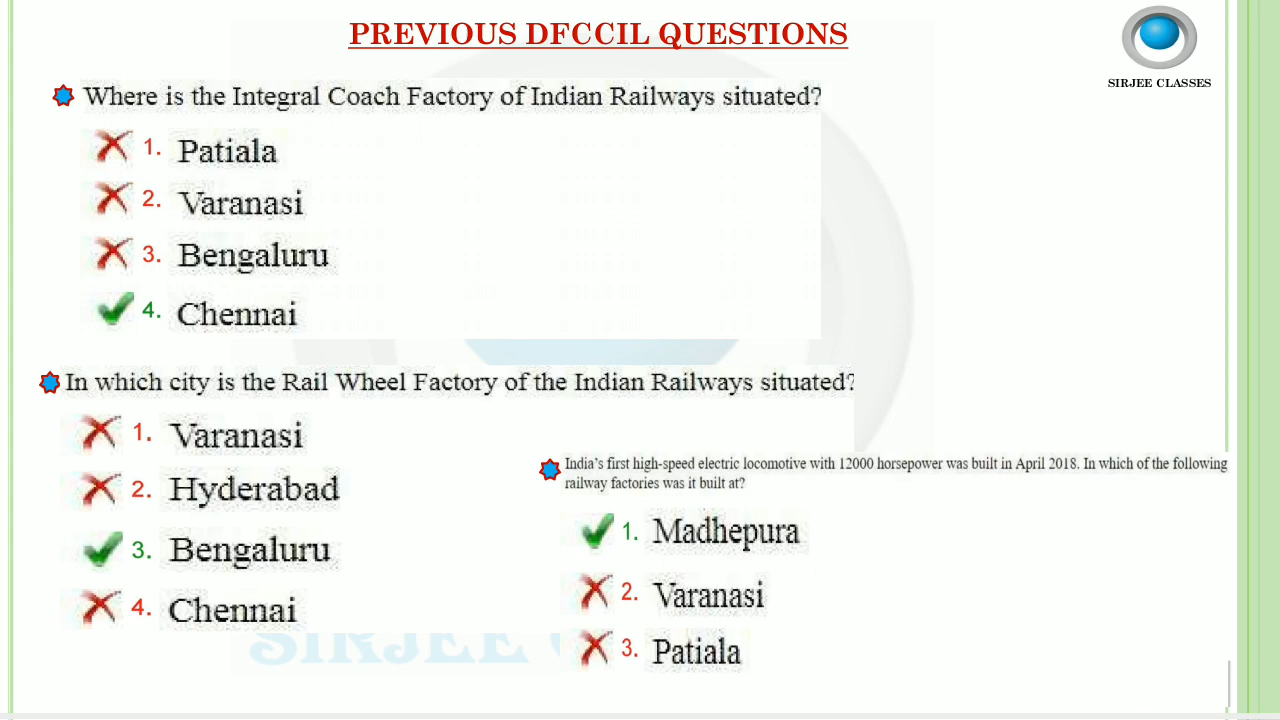 PREVIOUS DFCCIL QUESTIONS
SIRJEE CLASSES
Where is the Integral Coach Factory of Indian Railways situated?
1. Patiala
2. Varanasi
3. Bengaluru
4. Chennai
In which city is the Rail Wheel Factory of the Indian Railways situated?
1. Varanasi
2. Hyderabad
3. Bengaluru
4. Chennai
India's first high-speed electric locomotive with 12000 horsepower was built in April 2018. In which of the following
railway factories was it built at?
1. Madhepura
2. Varanasi
3. Patiala
SIRJEE